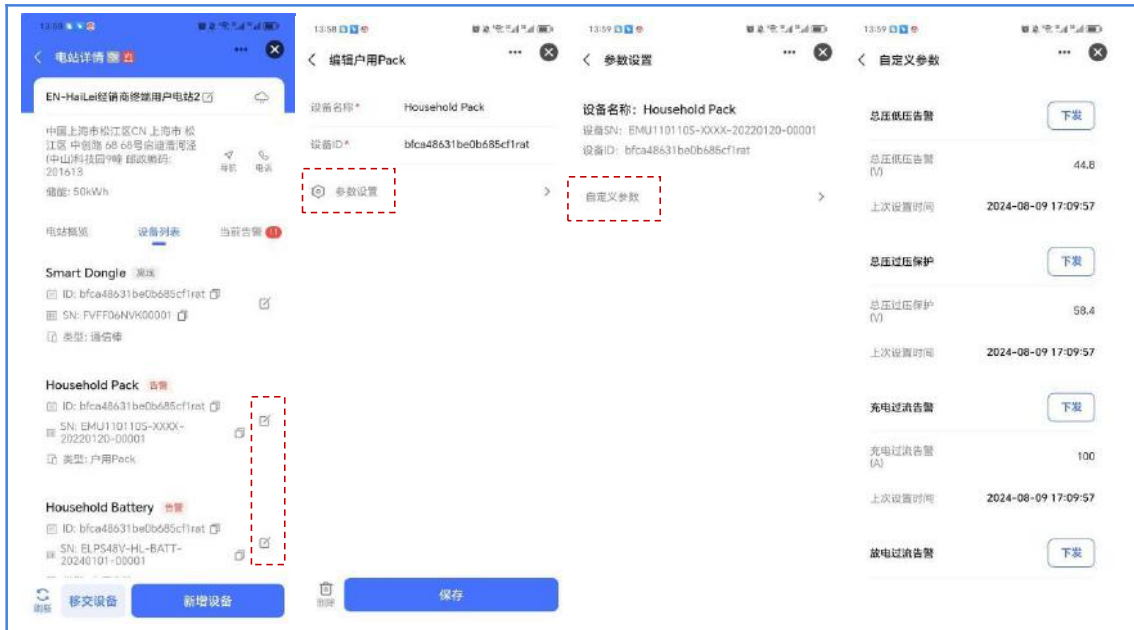 13:58
电站详情
EN-HaiLei经销商终端用户电站2
中国上海市松江区CN 上海市 松
江区 中创路 68 68号启迪漕河泾
(中山)科技园9幢 邮政编码:
201613
导航
电话
储能: 50kWh
电站概览
设备列表
当前告警
Smart Dongle 离线
ID: bfca48631be0b685cf1rat
SN: FVFF06NVK00001
类型: 通信棒
Household Pack 告警
ID: bfca48631be0b685cf1rat
SN: EMU110110S-XXXX-
20220120-00001
类型: 户用Pack
Household Battery 告警
ID: bfca48631be0b685cf1rat
SN: ELPS48V-HL-BATT-
20240101-00001
刷新
移交设备
新增设备
13:58
编辑户用Pack
设备名称* Household Pack
设备ID* bfca48631be0b685cf1rat
参数设置
删除
保存
13:59
参数设置
设备名称: Household Pack
设备SN: EMU110110S-XXXX-20220120-00001
设备ID: bfca48631be0b685cf1rat
自定义参数
13:59
自定义参数
总压低压告警 下发
总压低压告警
(V) 44.8
上次设置时间 2024-08-09 17:09:57
总压过压保护 下发
总压过压保护
(V) 58.4
上次设置时间 2024-08-09 17:09:57
充电过流告警 下发
充电过流告警
(A) 100
上次设置时间 2024-08-09 17:09:57
放电过流告警 下发